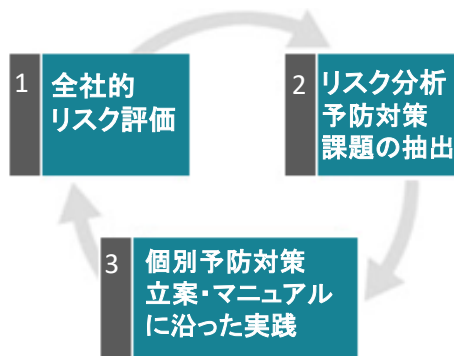 1
全社的
リスク評価
2
リスク分析
予防対策
課題の抽出
3
個別予防対策
立案・マニュアル
に沿った実践